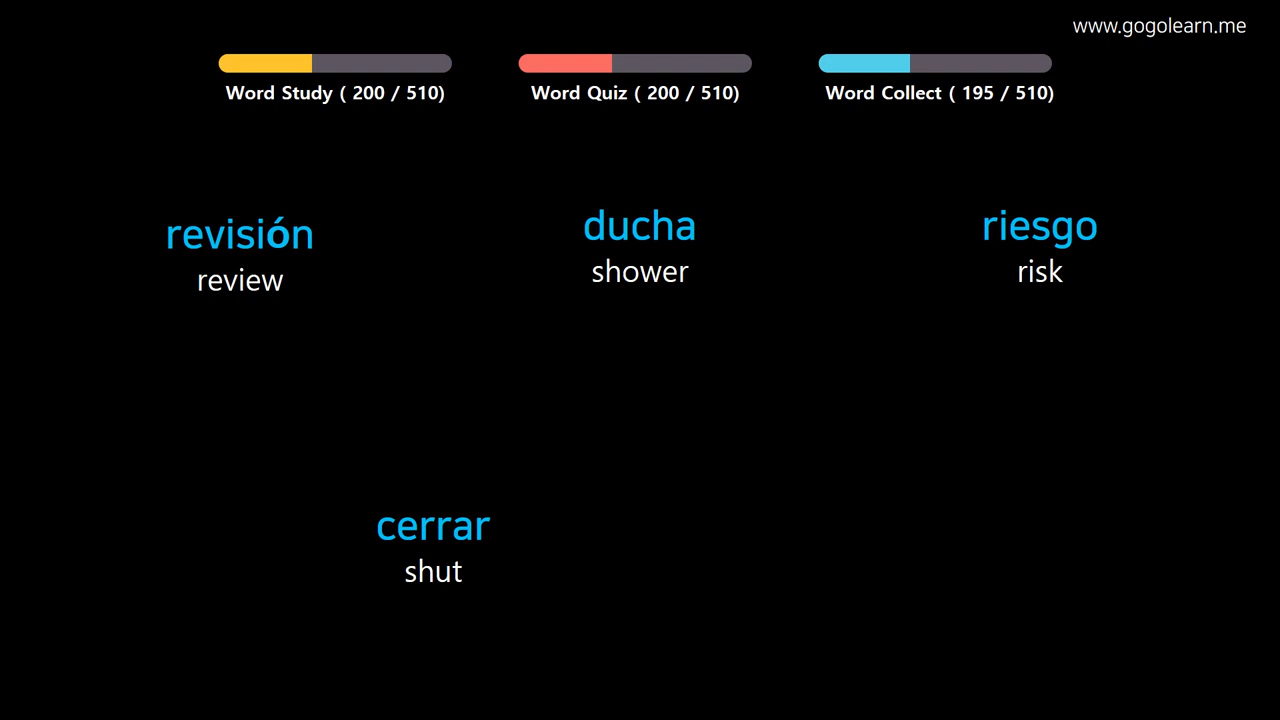 www.gogolearn.me
Word Study ( 200 / 510)
Word Quiz ( 200 / 510)
Word Collect ( 195 / 510)
revisión
review
ducha
shower
riesgo
risk
cerrar
shut